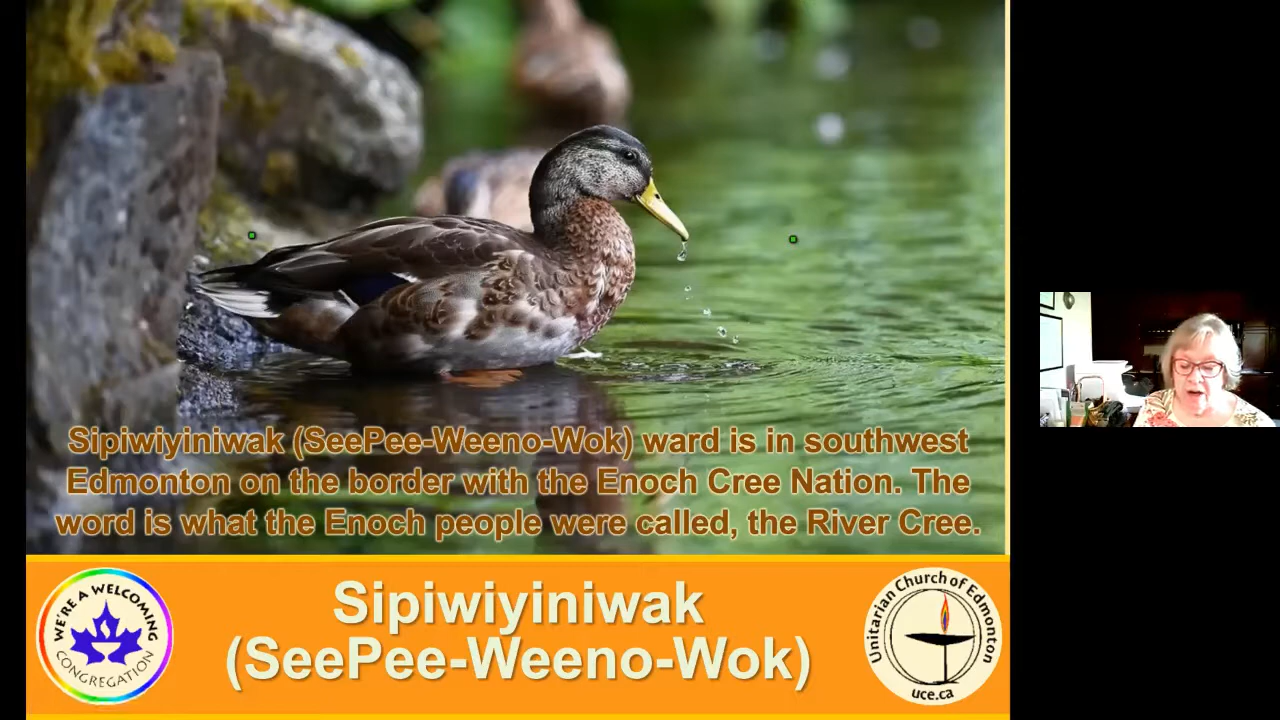 Sipiwiyiniwak (SeePee-Weeno-Wok) ward is in southwest
Edmonton on the border with the Enoch Cree Nation. The
word is what the Enoch people were called, the River Cree.
WE'RE A WELCOMING
CONGREGATION
Sipiwiyiniwak
(SeePee-Weeno-Wok)
Unitarian Church of Edmonton
uce.ca